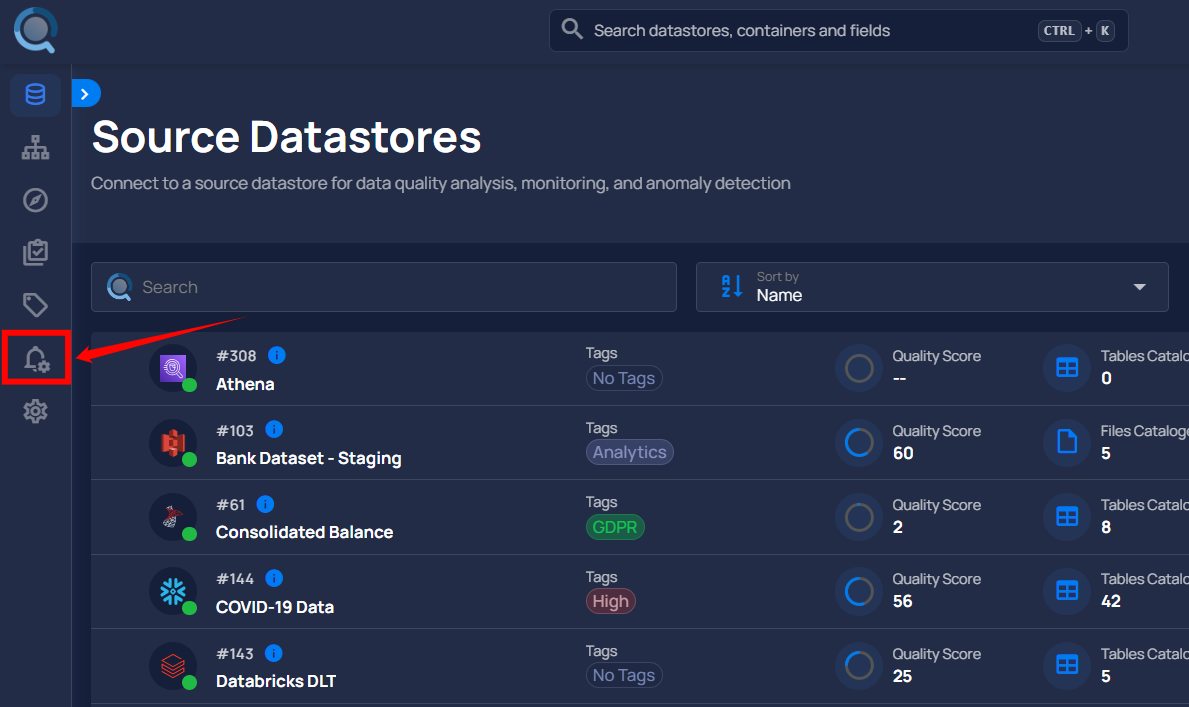 Search datastores, containers and fields CTRL + K
Source Datastores
Connect to a source datastore for data quality analysis, monitoring, and anomaly detection
Search
Sort by
Name
#308 Tags Quality Score Tables Catalo
Athena No Tags -- 0
#103 Tags Quality Score Files Catalog
Bank Dataset - Staging Analytics 60 5
#61 Tags Quality Score Tables Catalo
Consolidated Balance GDPR 2 8
#144 Tags Quality Score Tables Catalo
COVID-19 Data High 56 42
#143 Tags Quality Score Tables Catalo
Databricks DLT No Tags 25 5